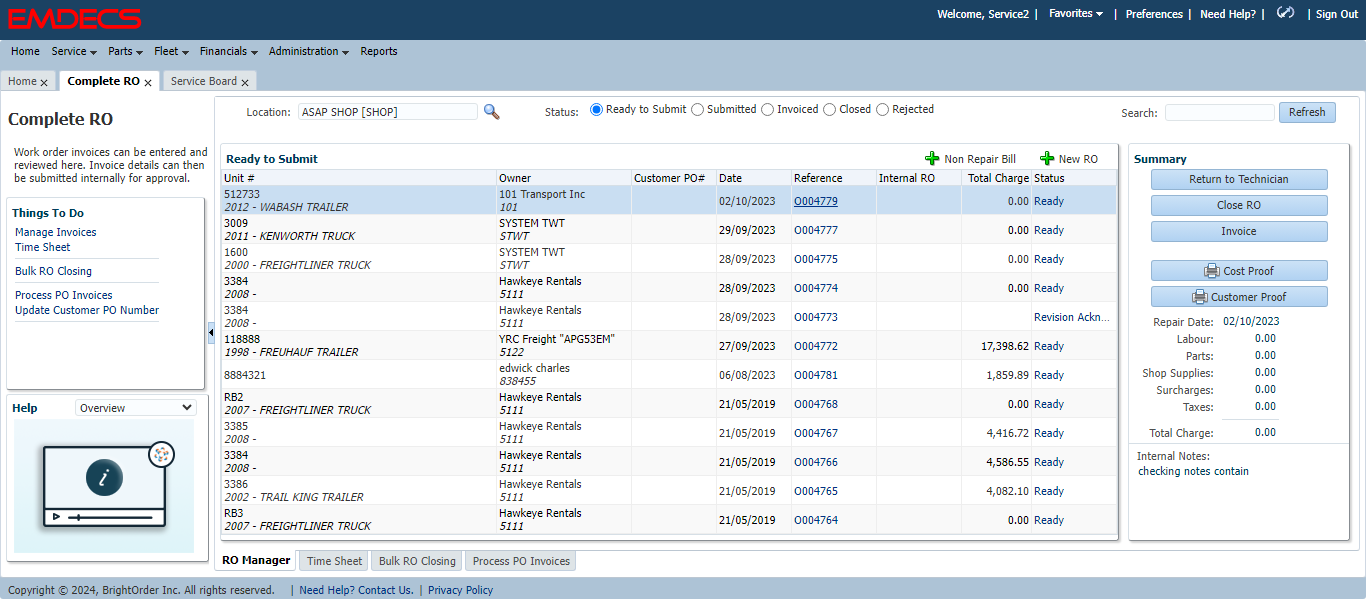 EMDECS
Welcome, Service2 | Favorites | Preferences | Need Help? | | Sign Out
Home Service Parts Fleet Financials Administration Reports
Home x Complete RO x Service Board x
Complete RO
Work order invoices can be entered and
reviewed here. Invoice details can then
be submitted internally for approval.
Things To Do
Manage Invoices
Time Sheet
Bulk RO Closing
Process PO Invoices
Update Customer PO Number
Help Overview
i
Location: ASAP SHOP [SHOP] Status: Ready to Submit Submitted Invoiced Closed Rejected Search: Refresh
Ready to Submit Non Repair Bill New RO
Unit # Owner Customer PO# Date Reference Internal RO Total Charge Status
512733 101 Transport Inc
2012 - WABASH TRAILER 101 02/10/2023 O004779 0.00 Ready
3009 SYSTEM TWT
2011 - KENWORTH TRUCK STWT 29/09/2023 O004777 0.00 Ready
1600 SYSTEM TWT
2000 - FREIGHTLINER TRUCK STWT 28/09/2023 O004775 0.00 Ready
3384 Hawkeye Rentals
2008 - 5111 28/09/2023 O004774 0.00 Ready
3384 Hawkeye Rentals
2008 - 5111 28/09/2023 O004773 Revision Ackn...
118888 YRC Freight "APG53EM"
1998 - FREUHAUF TRAILER 5122 27/09/2023 O004772 17,398.62 Ready
8884321 edwick charles
838455 06/08/2023 O004781 1,859.89 Ready
RB2 Hawkeye Rentals
2007 - FREIGHTLINER TRUCK 5111 21/05/2019 O004768 0.00 Ready
3385 Hawkeye Rentals
2008 - 5111 21/05/2019 O004767 4,416.72 Ready
3384 Hawkeye Rentals
2008 - 5111 21/05/2019 O004766 4,586.55 Ready
3386 Hawkeye Rentals
2002 - TRAIL KING TRAILER 5111 21/05/2019 O004765 4,082.10 Ready
RB3 Hawkeye Rentals
2007 - FREIGHTLINER TRUCK 5111 21/05/2019 O004764 0.00 Ready
Summary
Return to Technician
Close RO
Invoice
Cost Proof
Customer Proof
Repair Date: 02/10/2023
Labour: 0.00
Parts: 0.00
Shop Supplies: 0.00
Surcharges: 0.00
Taxes: 0.00
Total Charge: 0.00
Internal Notes:
checking notes contain
RO Manager Time Sheet Bulk RO Closing Process PO Invoices
Copyright © 2024, BrightOrder Inc. All rights reserved. | Need Help? Contact Us. | Privacy Policy